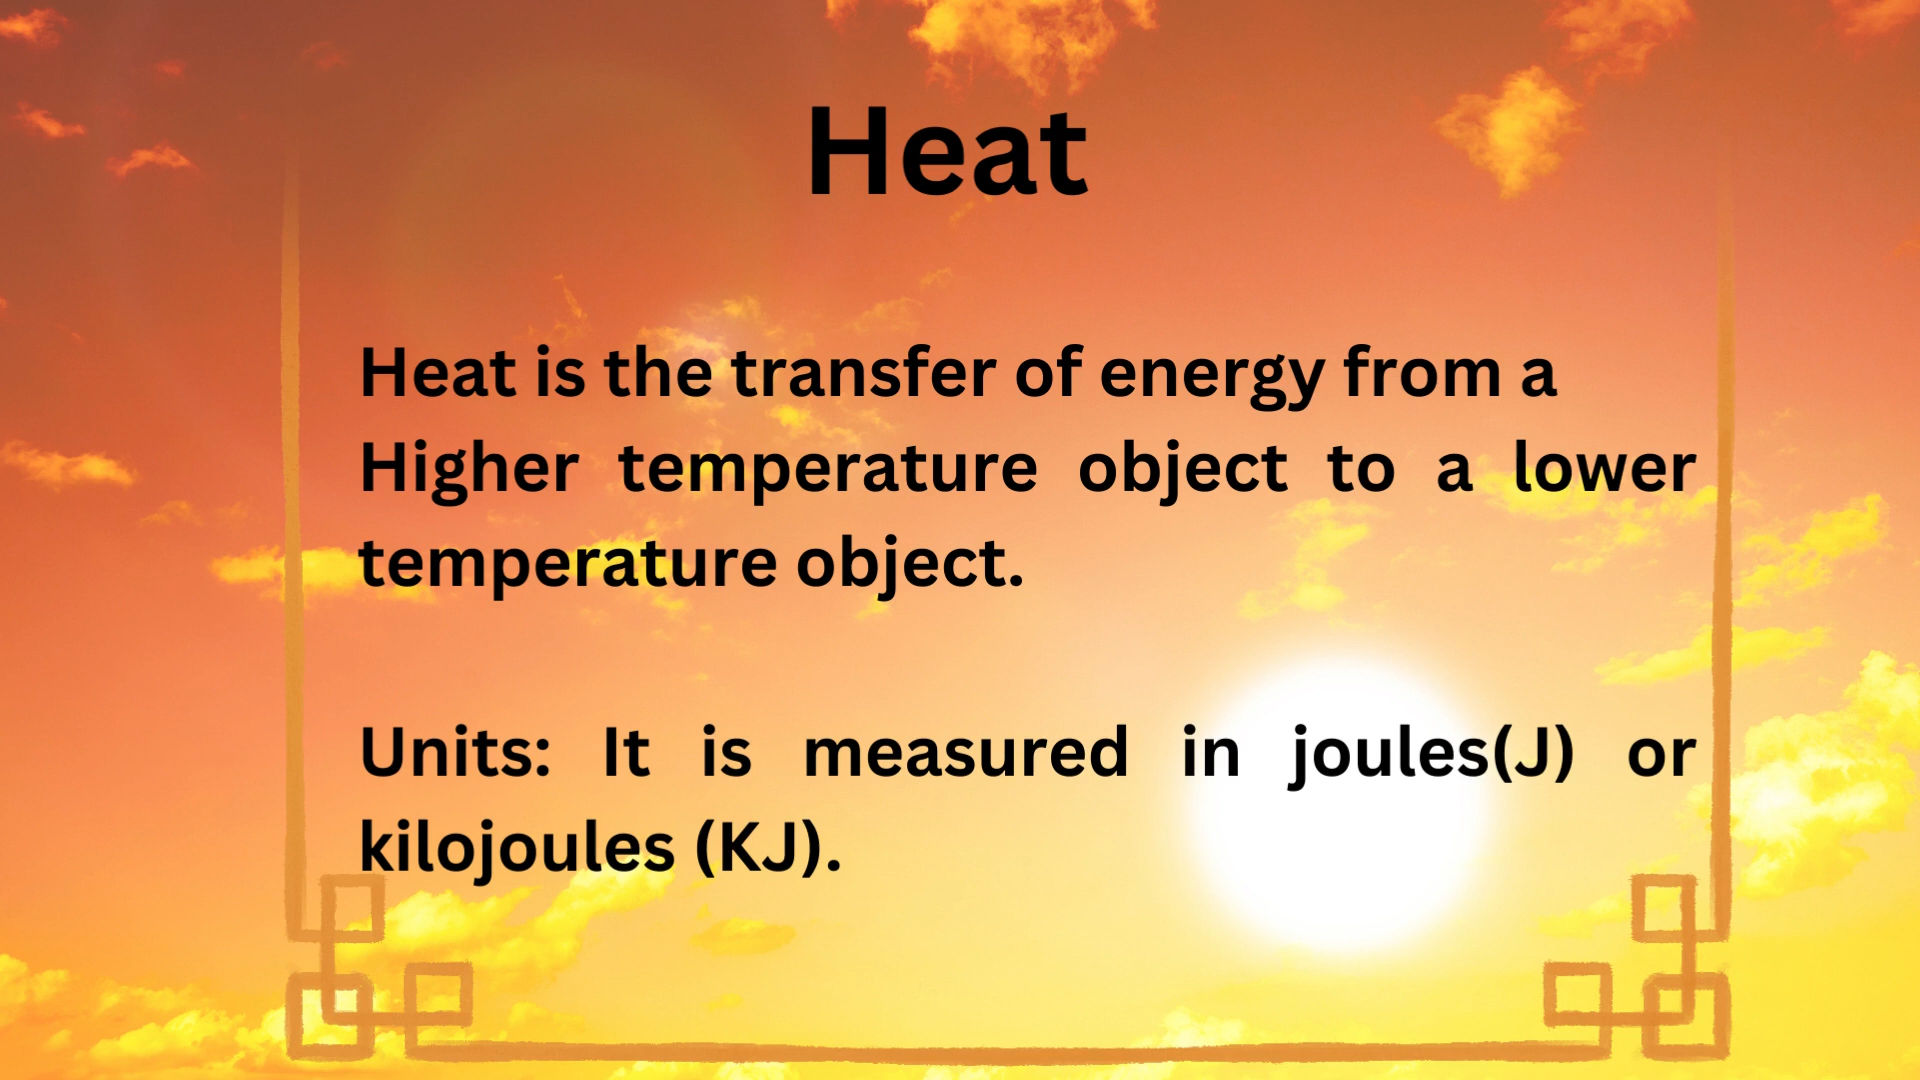 Heat
Heat is the transfer of energy from a
Higher temperature object to a lower
temperature object.
Units: It is measured in joules(J) or
kilojoules (KJ).